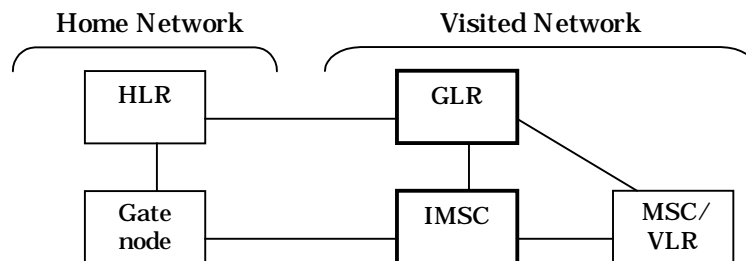 Home Network
Visited Network
HLR
GLR
Gate
node
IMSC
MSC/
VLR